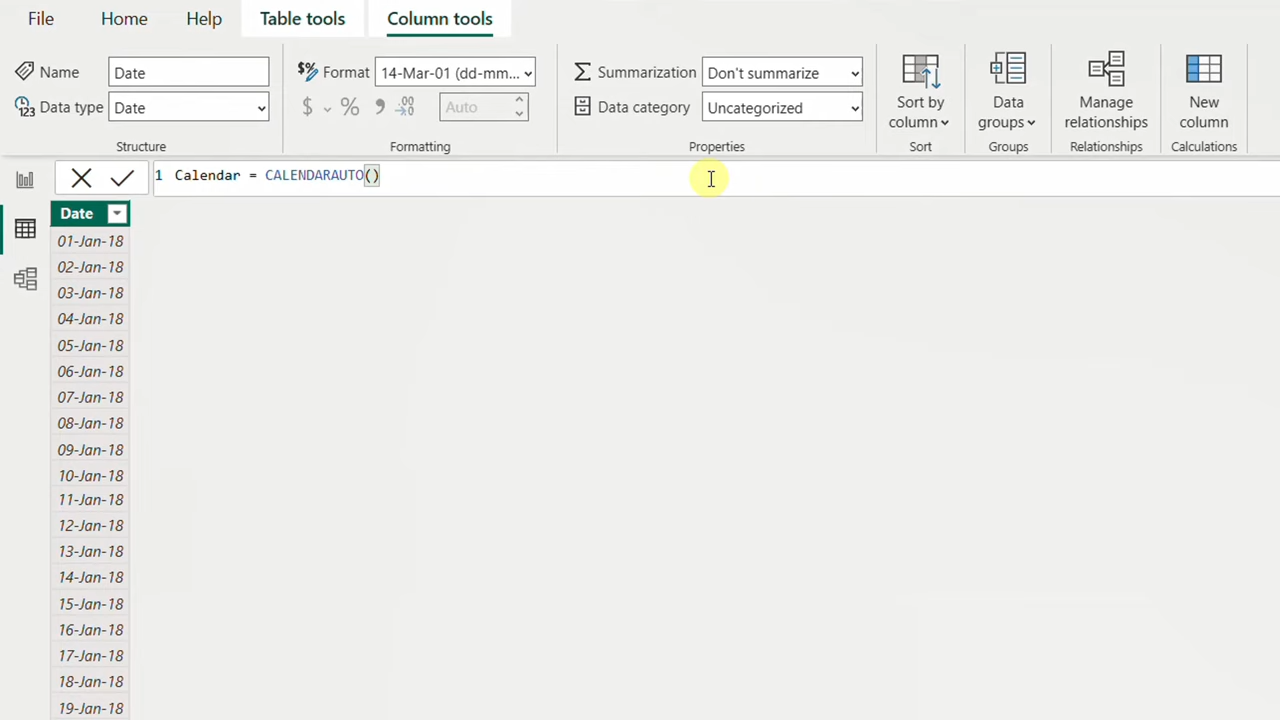 File Home Help Table tools Column tools
Name Date
Data type Date
Structure
$% Format 14-Mar-01 (dd-mm...
$ % 9 .00 Auto
Formatting
Summarization Don't summarize
Data category Uncategorized
Properties
Sort by
column
Sort
Data
groups
Groups
Manage
relationships
Relationships
New
column
Calculations
1 Calendar = CALENDARAUTO()
Date
01-Jan-18
02-Jan-18
03-Jan-18
04-Jan-18
05-Jan-18
06-Jan-18
07-Jan-18
08-Jan-18
09-Jan-18
10-Jan-18
11-Jan-18
12-Jan-18
13-Jan-18
14-Jan-18
15-Jan-18
16-Jan-18
17-Jan-18
18-Jan-18
19-Jan-18